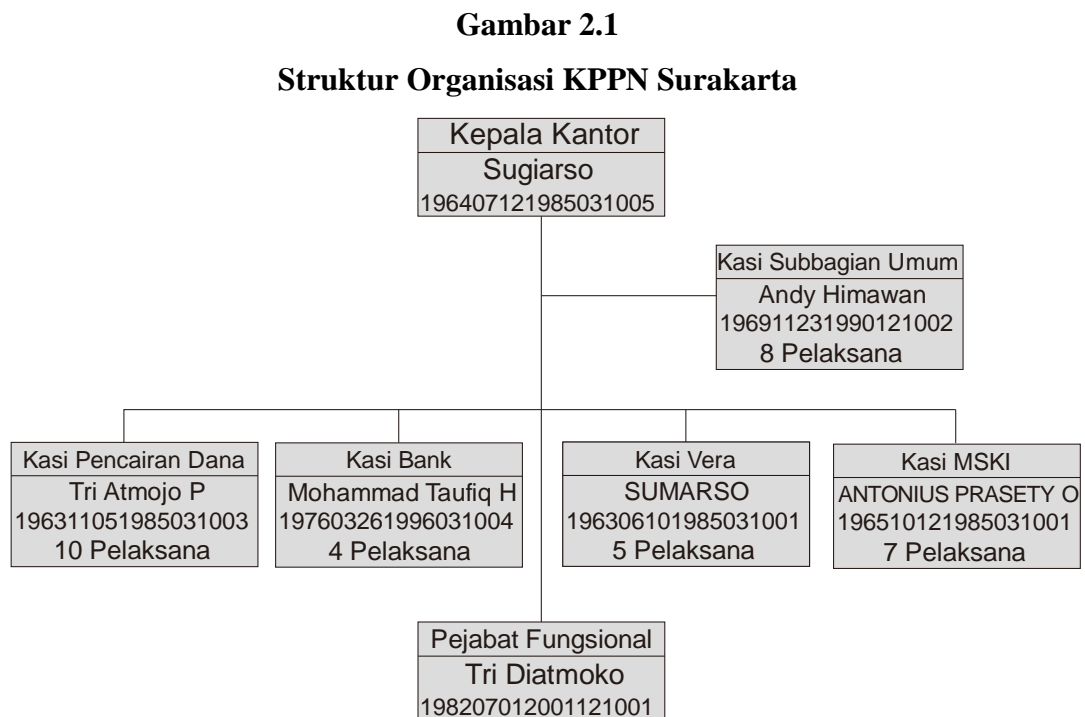 Gambar 2.1
Struktur Organisasi KPPN Surakarta
Kepala Kantor
Sugiarso
196407121985031005
Kasi Subbagian Umum
Andy Himawan
196911231990121002
8 Pelaksana
Kasi Pencairan Dana
Tri Atmojo P
196311051985031003
10 Pelaksana
Kasi Bank
Mohammad Taufiq H
197603261996031004
4 Pelaksana
Kasi Vera
SUMARSO
196306101985031001
5 Pelaksana
Kasi MSKI
ANTONIUS PRASETY O
196510121985031001
7 Pelaksana
Pejabat Fungsional
Tri Diatmoko
198207012001121001